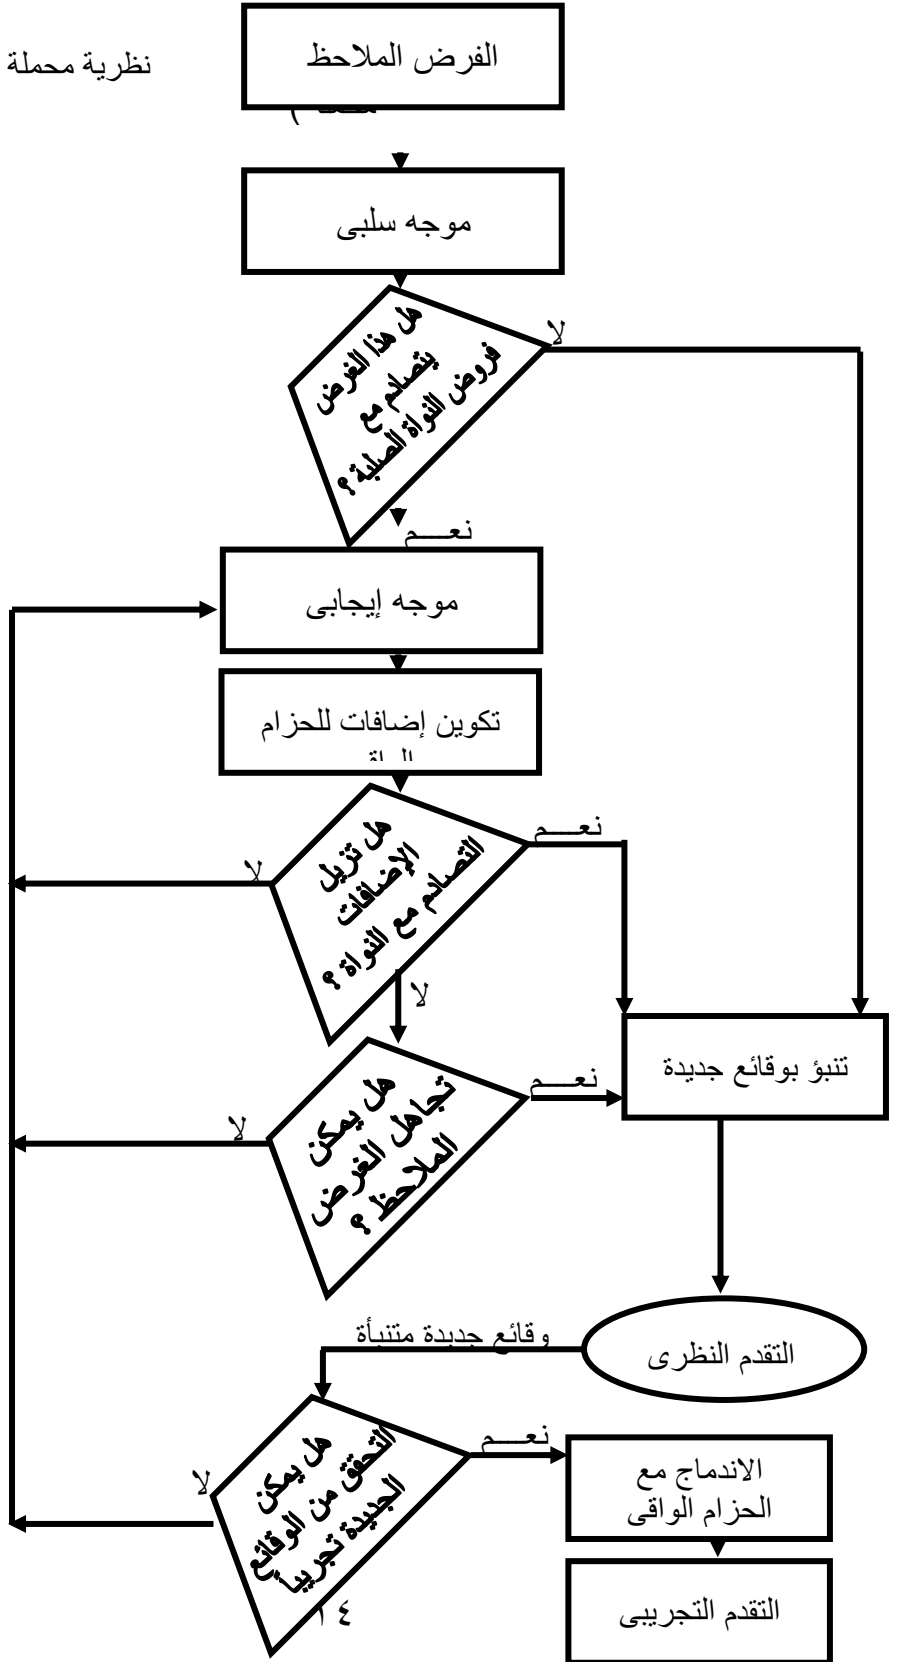 الفرض الملاحظ
نظرية محملة
موجه سلبى
هل هذا الفرض
يتصادم مع
فروض النواة الصلبة ؟
لا
نعـــم
موجه إيجابى
تكوين إضافات للحزام
هل تزيل
الإضافات
التصادم مع النواة ؟
نعـــم
لا
لا
تنبؤ بوقائع جديدة
هل يمكن
تجاهل الفرض
الملاحظ ؟
نعـــم
لا
التقدم النظرى
وقائع جديدة متنبأة
هل يمكن
التحقق من الوقائع
الجديدة تجريبياً
نعـــم
لا
الاندماج مع
الحزام الواقى
التقدم التجريبى